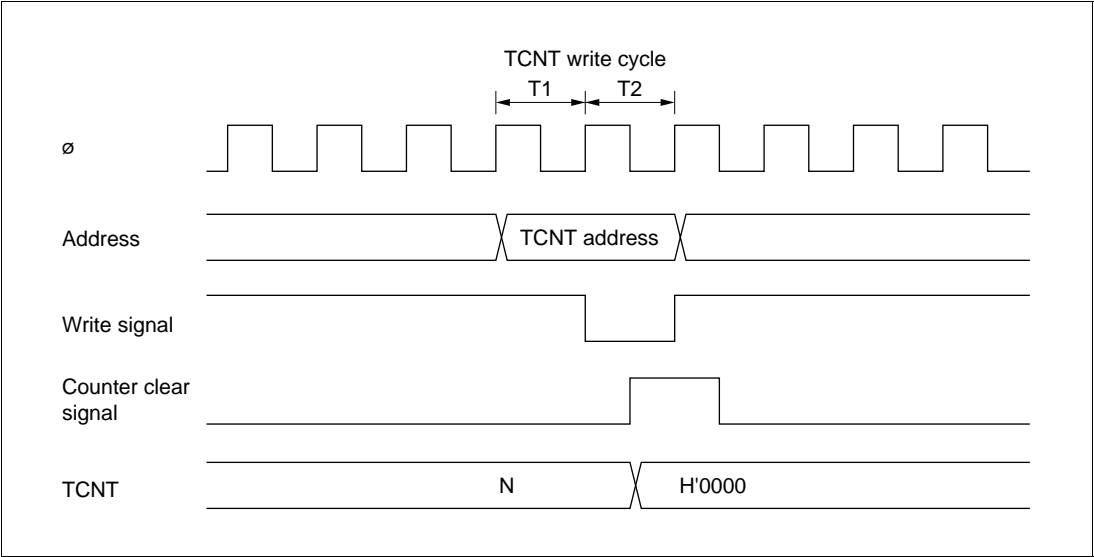 TCNT write cycle
T1 T2
ø
Address
TCNT address
Write signal
Counter clear
signal
TCNT
N
H'0000